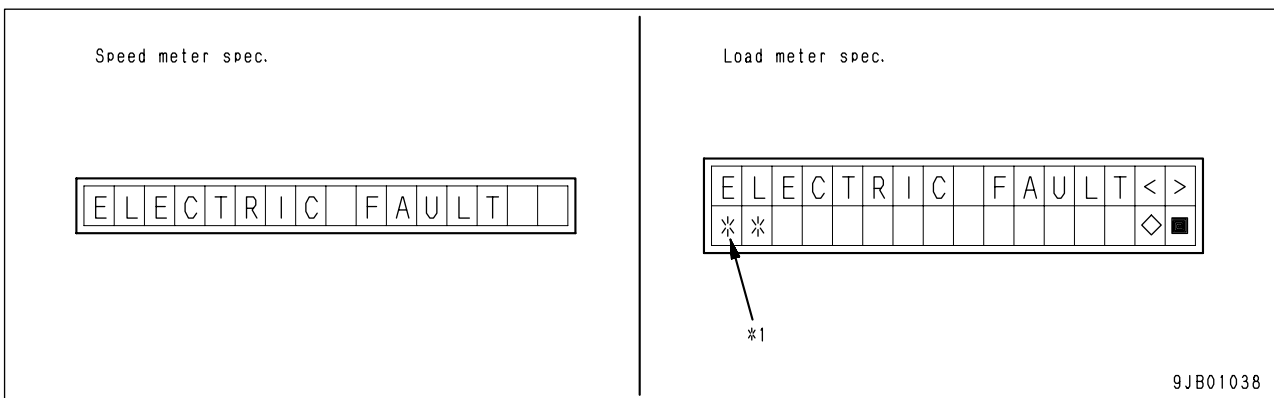 Speed meter spec.
ELECTRIC FAULT
Load meter spec.
ELECTRIC FAULT<>
** ◇■
*1
9JB01038